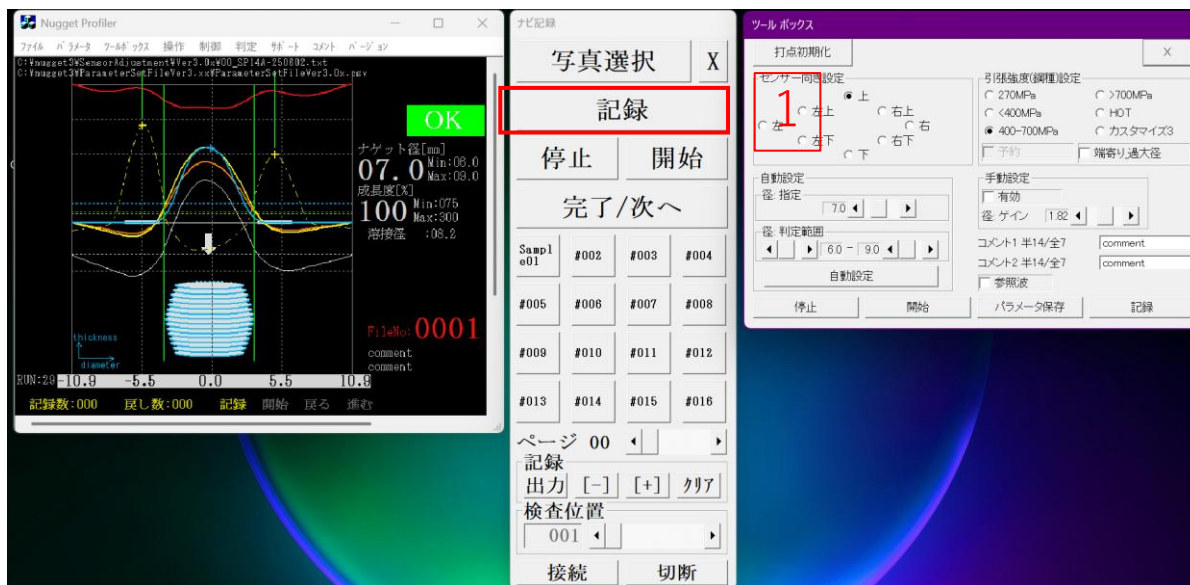 Nugget Profiler
ﾌｧｲﾙ ﾊﾟﾗﾒｰﾀ ﾂｰﾙﾎﾞｯｸｽ 操作 制御 判定 ｻﾎﾟｰﾄ ｺﾒﾝﾄ ﾊﾞｰｼﾞｮﾝ
C:¥nugget3¥SensorAdjustment¥Ver3.0x¥00_SP14A-250602.txt
C:¥nugget3¥ParameterSetFileVer3.xx¥ParameterSetFileVer3.0x.psv
OK
ナゲット径[mm]
07.0 Min:06.0
Max:09.0
成長度[%]
100 Min:075
Max:300
溶接径 :08.2
thickness
diameter
FileNo:0001
comment
comment
RUN:29 -10.9 -5.5 0.0 5.5 10.9
記録数:000 戻し数:000 記録 開始 戻る 進む
ナビ記録
写真選択 X
記録
停止 開始
完了/次へ
Sample01 #002 #003 #004
#005 #006 #007 #008
#009 #010 #011 #012
#013 #014 #015 #016
ページ 00
記録
出力 [-] [+] ｸﾘｱ
検査位置
001
接続 切断
ツール ボックス
打点初期化 X
センサー向き設定
上
左上 右上
左 右
左下 右下
下
1
引張強度(鋼種)設定
270MPa >700MPa
<400MPa HOT
400-700MPa カスタマイズ3
予約 端寄り過大径
自動設定
径: 指定
7.0
径: 判定範囲
6.0 - 9.0
自動設定
手動設定
有効
径: ゲイン 1.82
コメント1 半14/全7 comment
コメント2 半14/全7 comment
参照波
停止 開始 パラメータ保存 記録